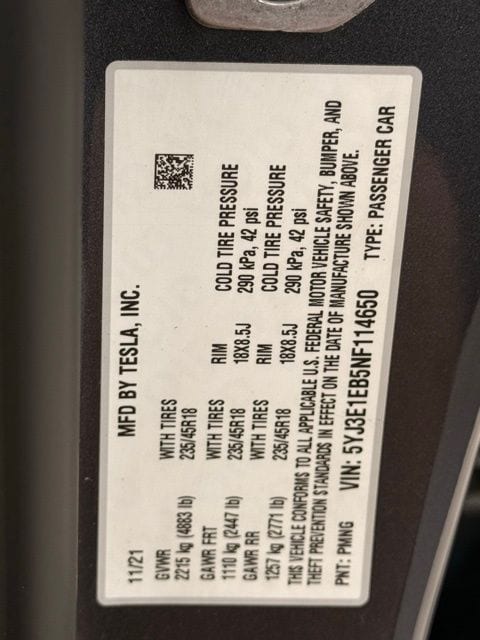 MFD BY TESLA, INC.
11/21
GVWR WITH TIRES RIM COLD TIRE PRESSURE
2215 kg (4883 lb) 235/45R18 18X8.5J 290 kPa, 42 psi
GAWR FRT WITH TIRES RIM COLD TIRE PRESSURE
1110 kg (2447 lb) 235/45R18 18X8.5J 290 kPa, 42 psi
GAWR RR WITH TIRES
1257 kg (2771 lb) 235/45R18
THIS VEHICLE CONFORMS TO ALL APPLICABLE U.S. FEDERAL MOTOR VEHICLE SAFETY, BUMPER, AND
THEFT PREVENTION STANDARDS IN EFFECT ON THE DATE OF MANUFACTURE SHOWN ABOVE.
PNT: PMNG VIN: 5YJ3E1EB5NF114650 TYPE: PASSENGER CAR